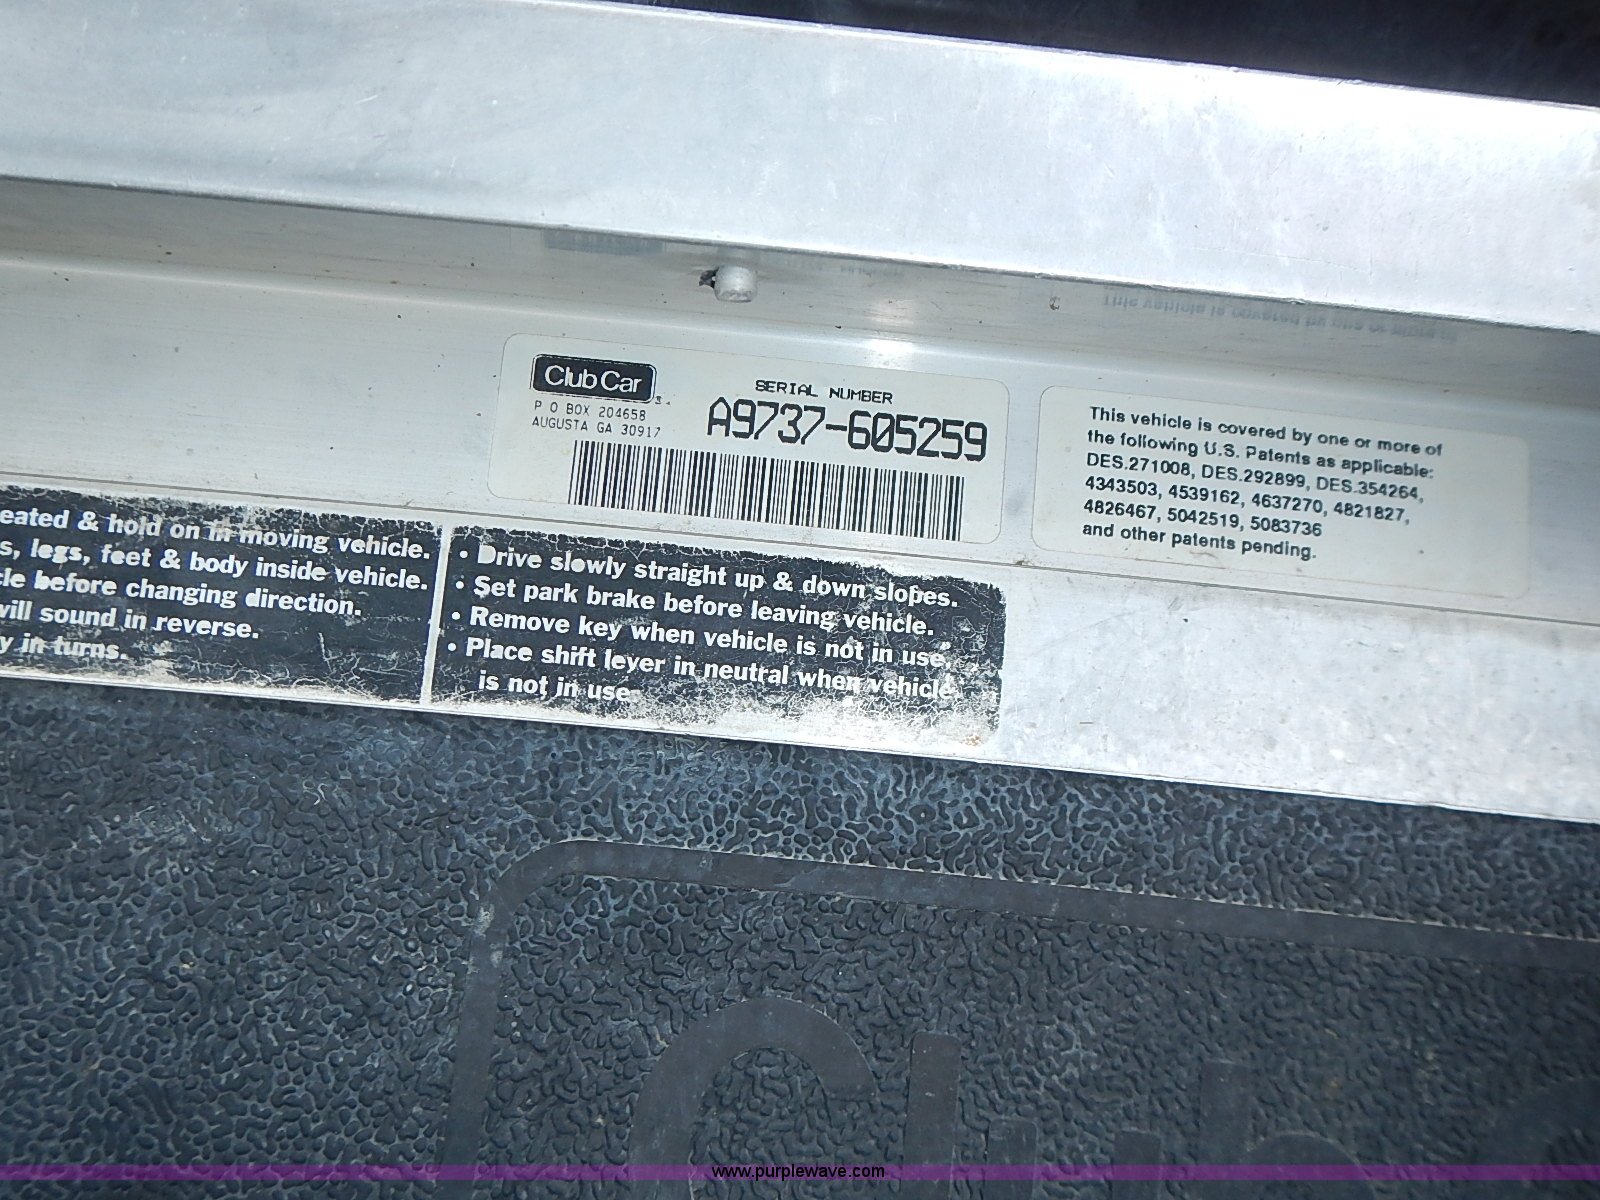 Club Car
P O BOX 204658
AUGUSTA GA 30917
SERIAL NUMBER
A9737-605259
This vehicle is covered by one or more of
the following U.S. Patents as applicable:
DES.271008, DES.292899, DES.354264,
4343503, 4539162, 4637270, 4821827,
4826467, 5042519, 5083736
and other patents pending.
eated & hold on in moving vehicle.
s, legs, feet & body inside vehicle.
cle before changing direction.
will sound in reverse.
y in turns.
• Drive slowly straight up & down slopes.
• Set park brake before leaving vehicle.
• Remove key when vehicle is not in use.
• Place shift lever in neutral when vehicle
is not in use
Club
www.purplewave.com